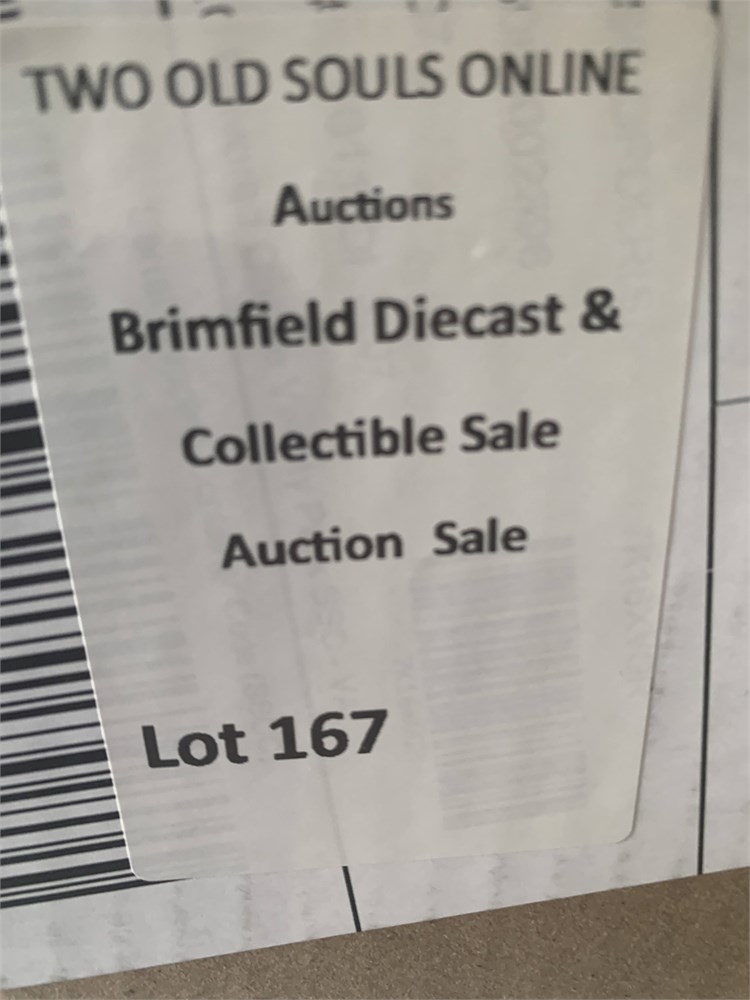 TWO OLD SOULS ONLINE
Auctions
Brimfield Diecast &
Collectible Sale
Auction Sale
Lot 167